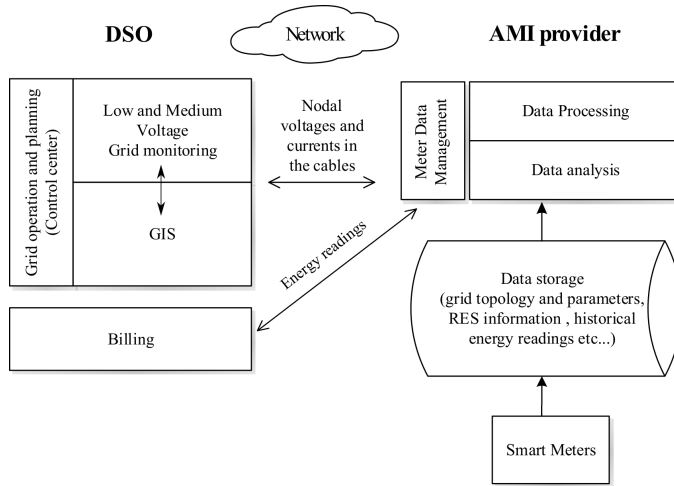 DSO
Network
AMI provider
Grid operation and planning
(Control center)
Low and Medium
Voltage
Grid monitoring
GIS
Nodal
voltages and
currents in
the cables
Meter Data
Management
Data Processing
Data analysis
Energy readings
Billing
Data storage
(grid topology and parameters,
RES information , historical
energy readings etc...)
Smart Meters